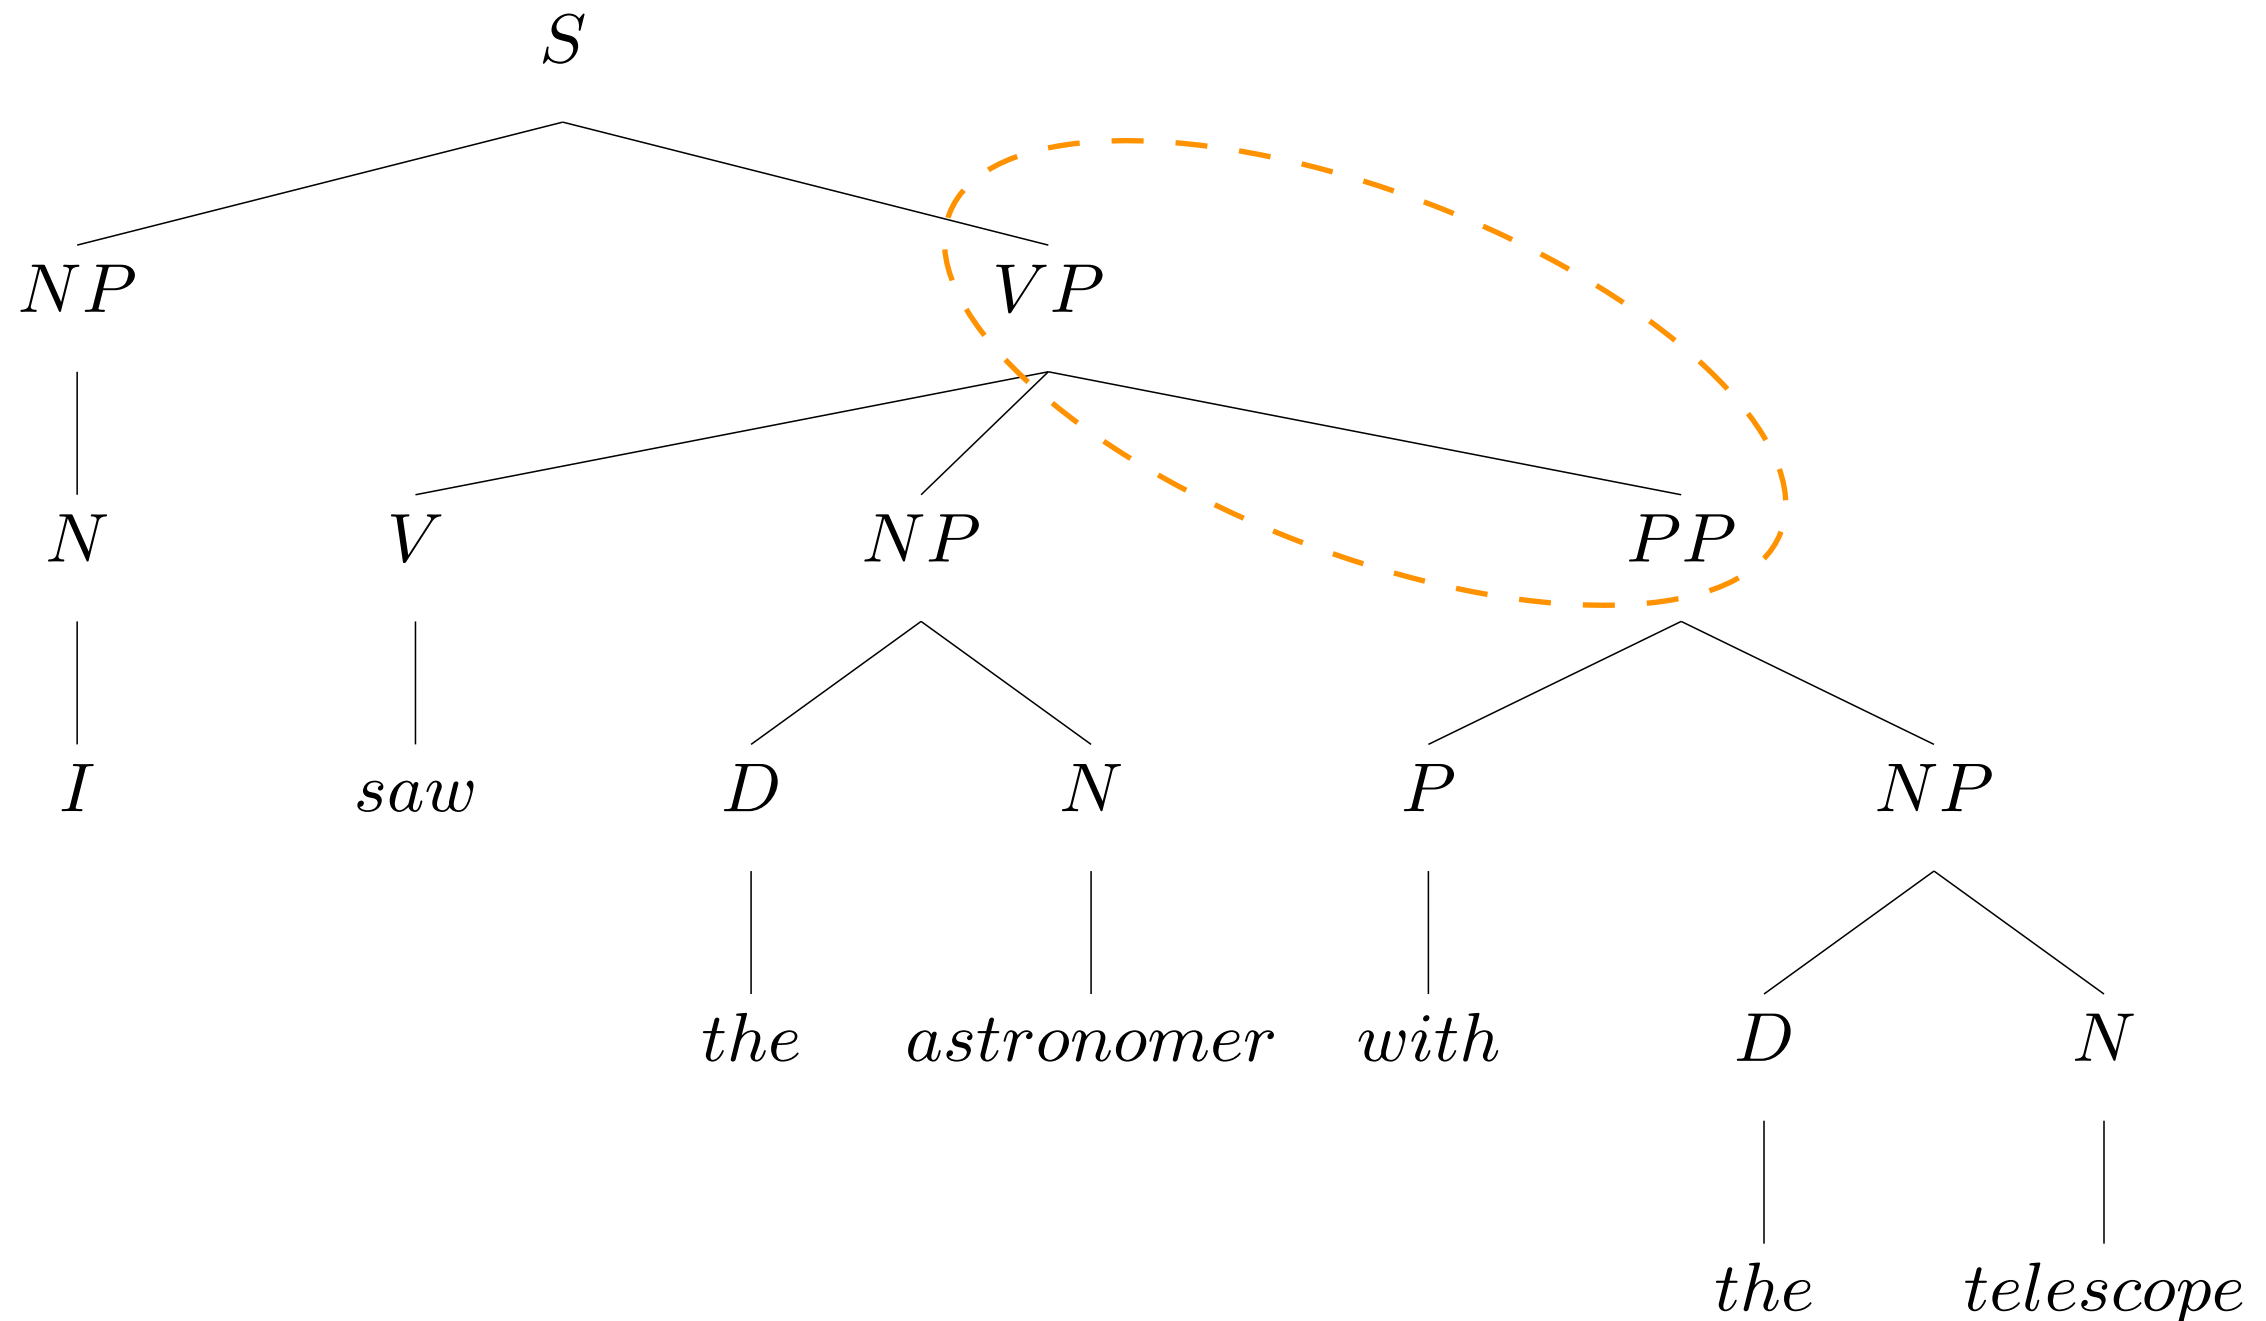 S
NP VP
N V NP PP
I saw D N P NP
the astronomer with D N
the telescope